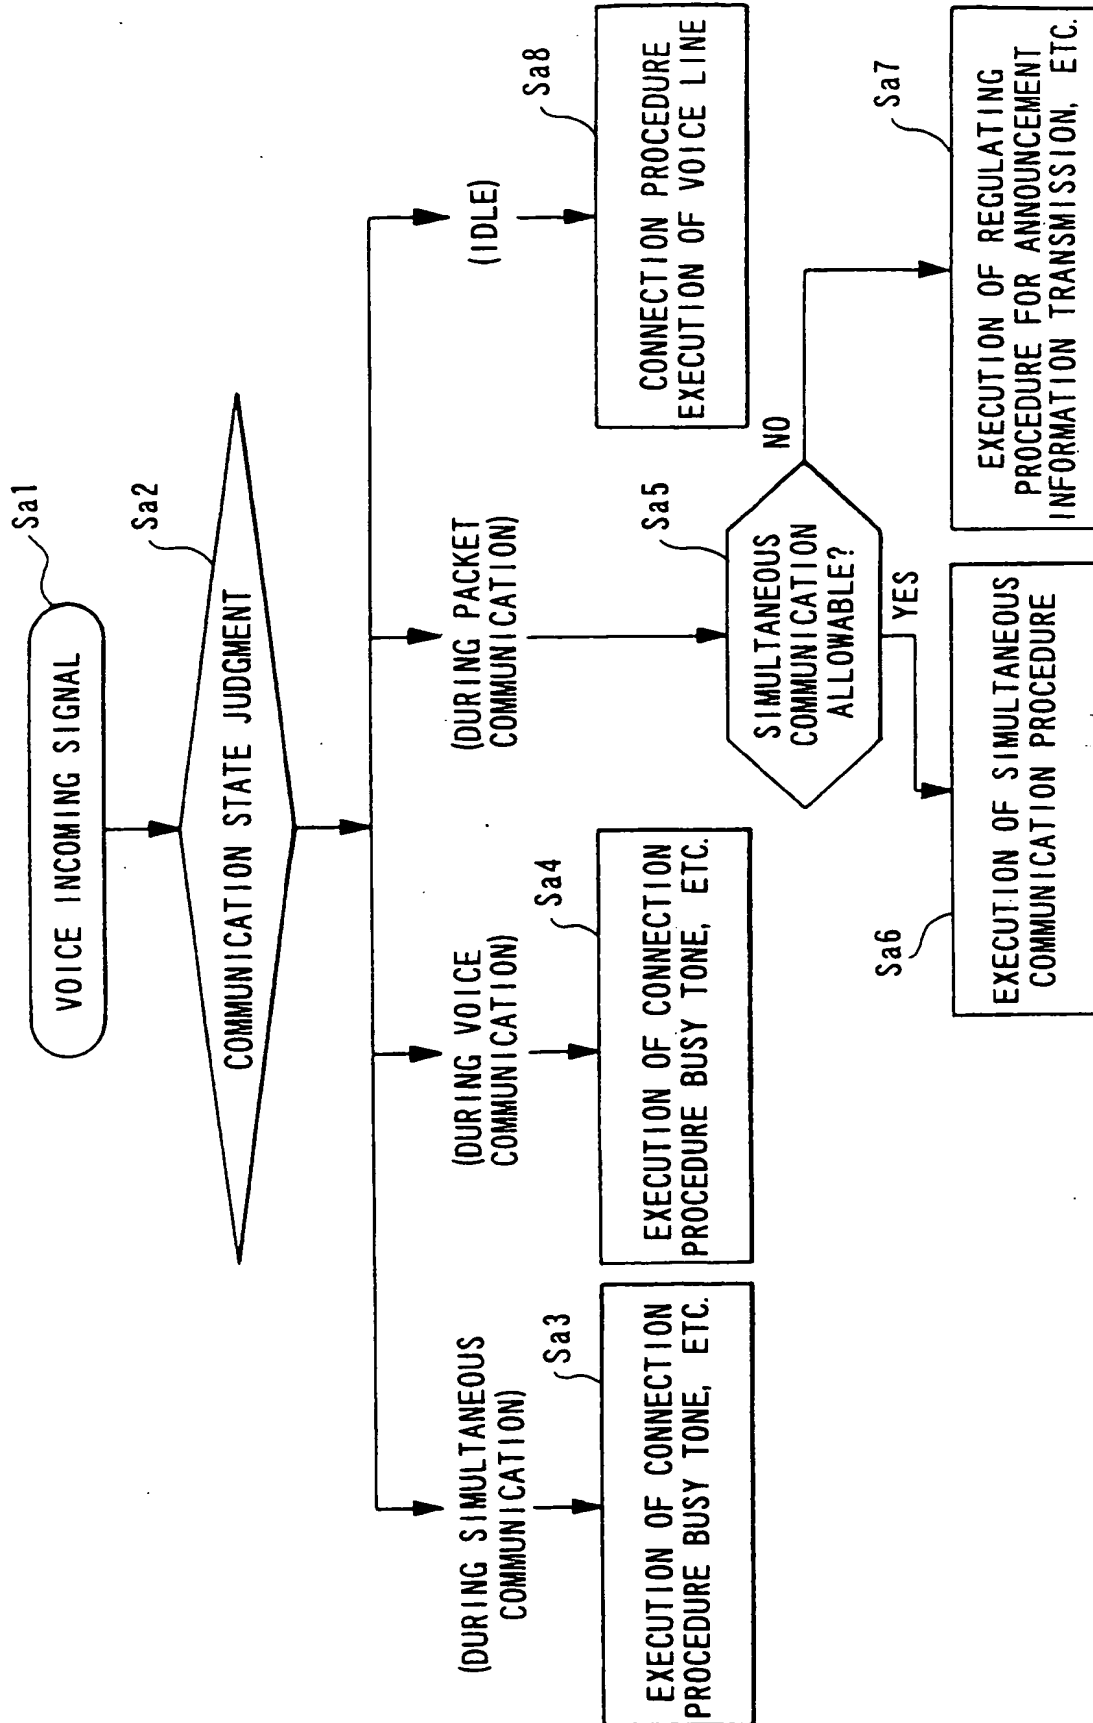 VOICE INCOMING SIGNAL
Sa1
COMMUNICATION STATE JUDGMENT
Sa2
(DURING SIMULTANEOUS
COMMUNICATION)
(DURING VOICE
COMMUNICATION)
(DURING PACKET
COMMUNICATION)
(IDLE)
Sa3
EXECUTION OF CONNECTION
PROCEDURE BUSY TONE, ETC.
Sa4
EXECUTION OF CONNECTION
PROCEDURE BUSY TONE, ETC.
Sa8
CONNECTION PROCEDURE
EXECUTION OF VOICE LINE
Sa5
SIMULTANEOUS
COMMUNICATION
ALLOWABLE?
NO
YES
Sa6
EXECUTION OF SIMULTANEOUS
COMMUNICATION PROCEDURE
Sa7
EXECUTION OF REGULATING
PROCEDURE FOR ANNOUNCEMENT
INFORMATION TRANSMISSION, ETC.